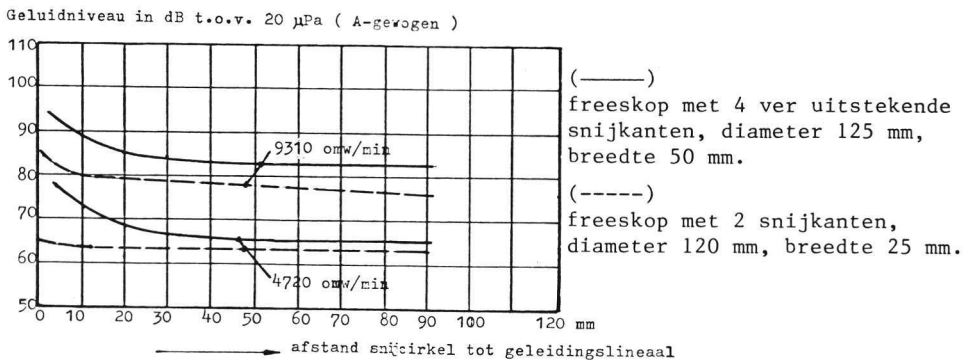 Geluidniveau in dB t.o.v. 20 µPa ( A-gewogen )
110
100
90
80
70
60
50
9310 omw/min
4720 omw/min
0 10 20 30 40 50 60 70 80 90 100 120 mm
afstand snijcirkel tot geleidingslineaal
(———)
freeskop met 4 ver uitstekende
snijkanten, diameter 125 mm,
breedte 50 mm.
(-----)
freeskop met 2 snijkanten,
diameter 120 mm, breedte 25 mm.